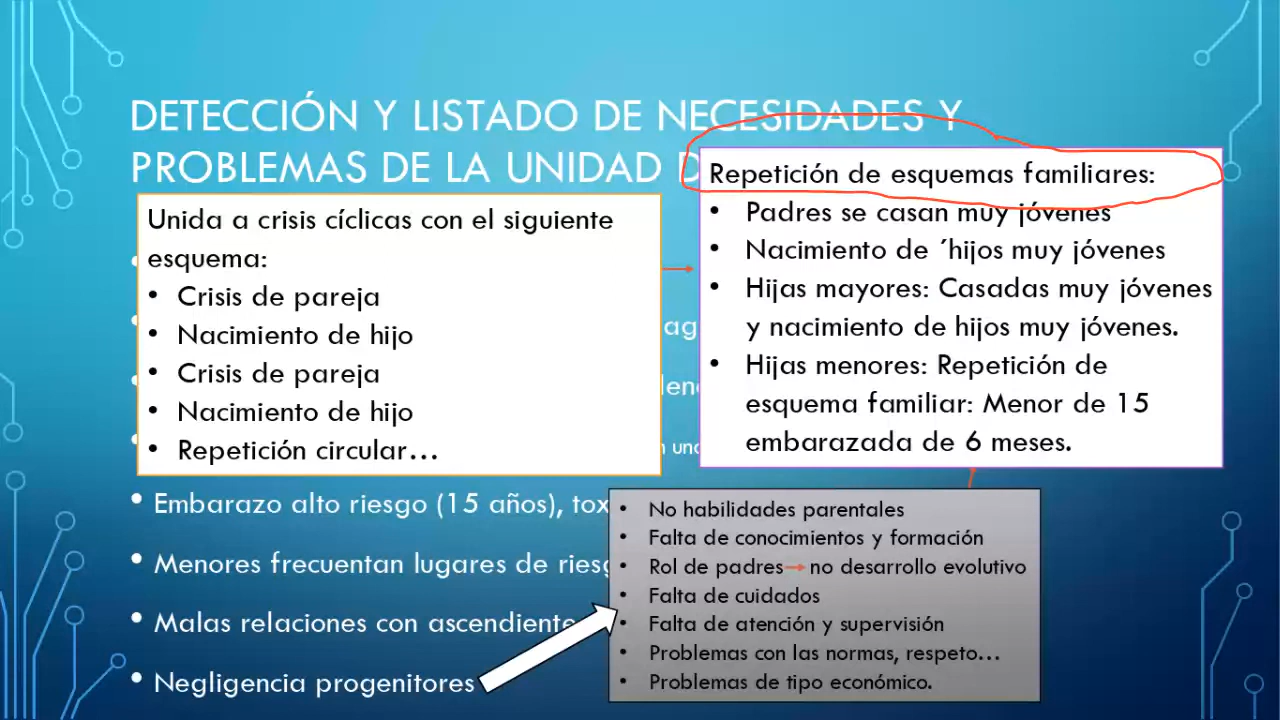 DETECCIÓN Y LISTADO DE NECESIDADES Y
PROBLEMAS DE LA UNIDAD
Unida a crisis cíclicas con el siguiente
esquema:
• Crisis de pareja
• Nacimiento de hijo
• Crisis de pareja
• Nacimiento de hijo
• Repetición circular…
Repetición de esquemas familiares:
• Padres se casan muy jóvenes
• Nacimiento de ´hijos muy jóvenes
• Hijas mayores: Casadas muy jóvenes
y nacimiento de hijos muy jóvenes.
• Hijas menores: Repetición de
esquema familiar: Menor de 15
embarazada de 6 meses.
• Embarazo alto riesgo (15 años),
• Menores frecuentan lugares de
• Malas relaciones con
• Negligencia progenitores
• No habilidades parentales
• Falta de conocimientos y formación
• Rol de padres→no desarrollo evolutivo
• Falta de cuidados
• Falta de atención y supervisión
• Problemas con las normas, respeto…
• Problemas de tipo económico.